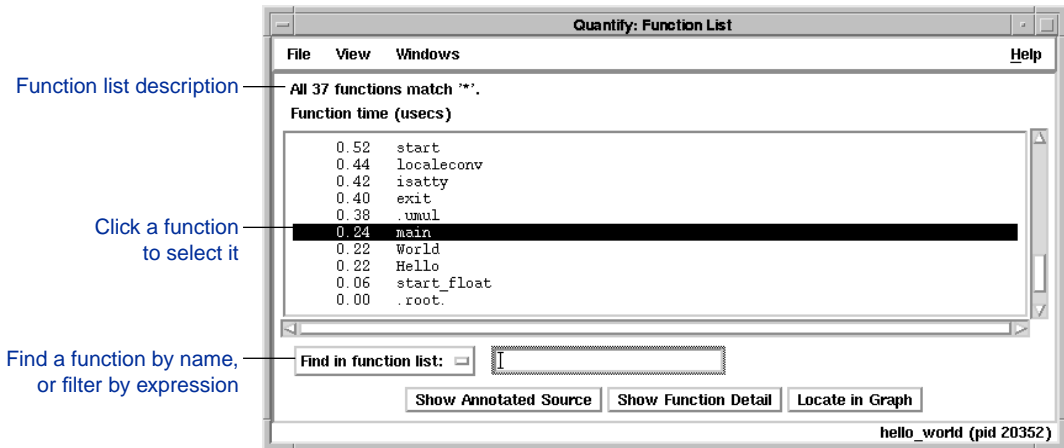 Quantify: Function List
File View Windows Help
Function list description
All 37 functions match '*'.
Function time (usecs)
0.52 start
0.44 localeconv
0.42 isatty
0.40 exit
0.38 .umul
Click a function
to select it
0.24 main
0.22 World
0.22 Hello
0.06 start_float
0.00 .root.
Find a function by name,
or filter by expression
Find in function list:
Show Annotated Source Show Function Detail Locate in Graph
hello_world (pid 20352)